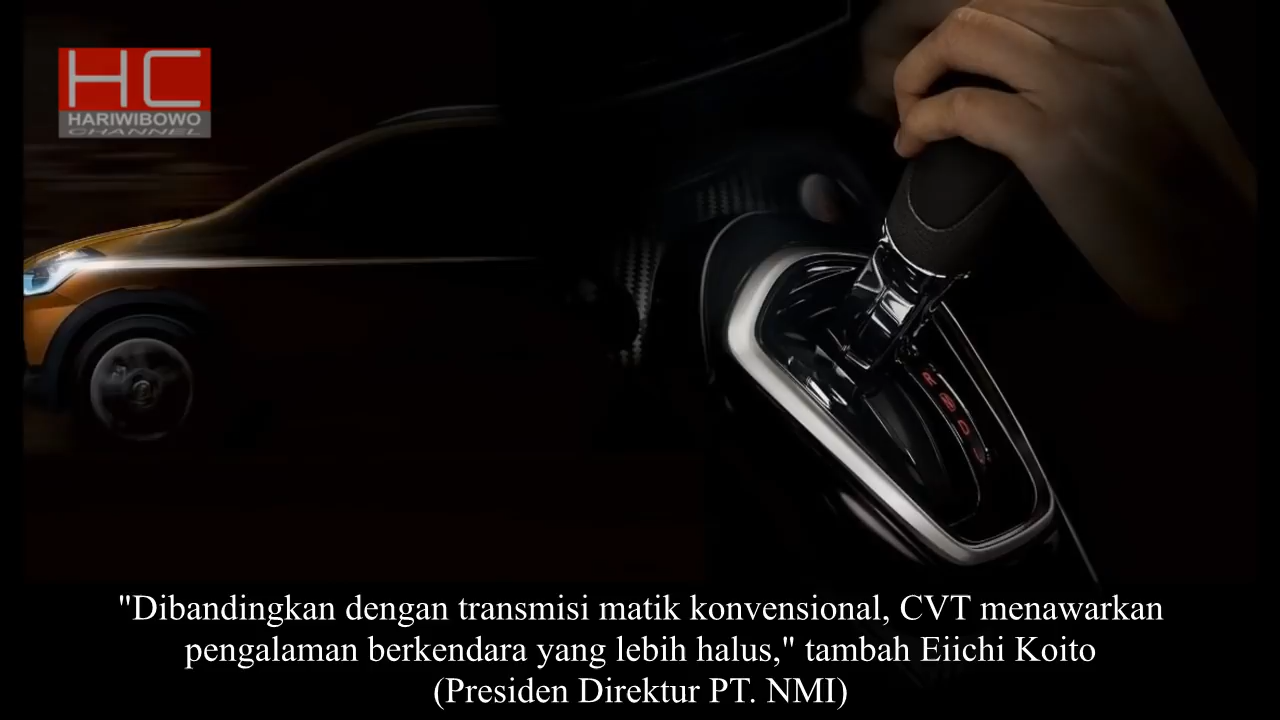 HC
HARIWIBOWO
CHANNEL
"Dibandingkan dengan transmisi matik konvensional, CVT menawarkan
pengalaman berkendara yang lebih halus," tambah Eiichi Koito
(Presiden Direktur PT. NMI)